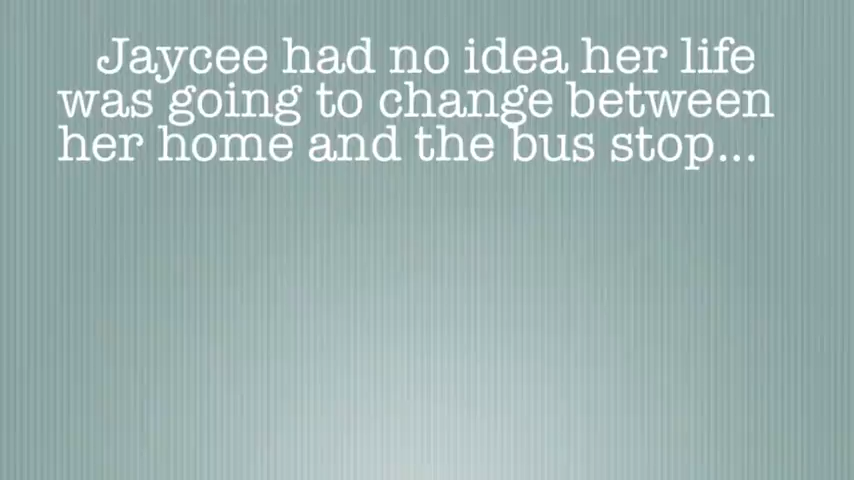 Jaycee had no idea her life
was going to change between
her home and the bus stop...